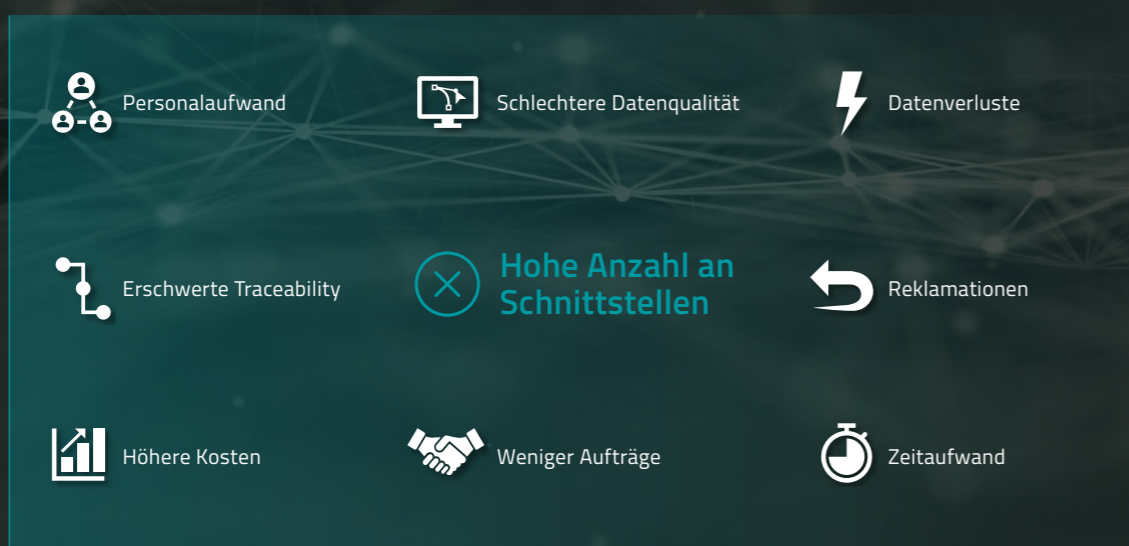 Personalaufwand
Schlechtere Datenqualität
Datenverluste
Erschwerte Traceability
Hohe Anzahl an
Schnittstellen
Reklamationen
Höhere Kosten
Weniger Aufträge
Zeitaufwand